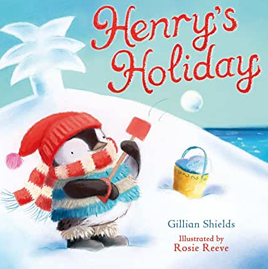 Henry's
Holiday
Gillian Shields
Illustrated by
Rosie Reeve